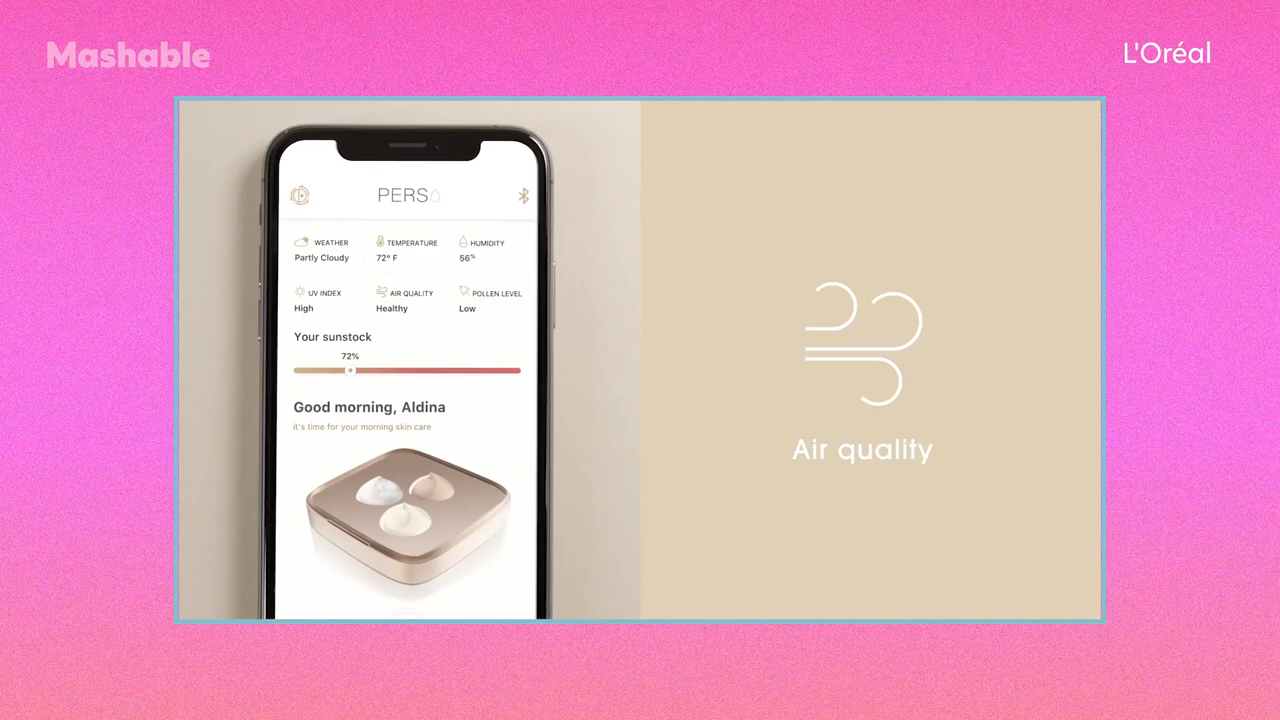 Mashable
L'Oréal
PERSO
WEATHER
Partly Cloudy
TEMPERATURE
72° F
HUMIDITY
56%
UV INDEX
High
AIR QUALITY
Healthy
POLLEN LEVEL
Low
Your sunstock
72%
Good morning, Aldina
it's time for your morning skin care
Air quality